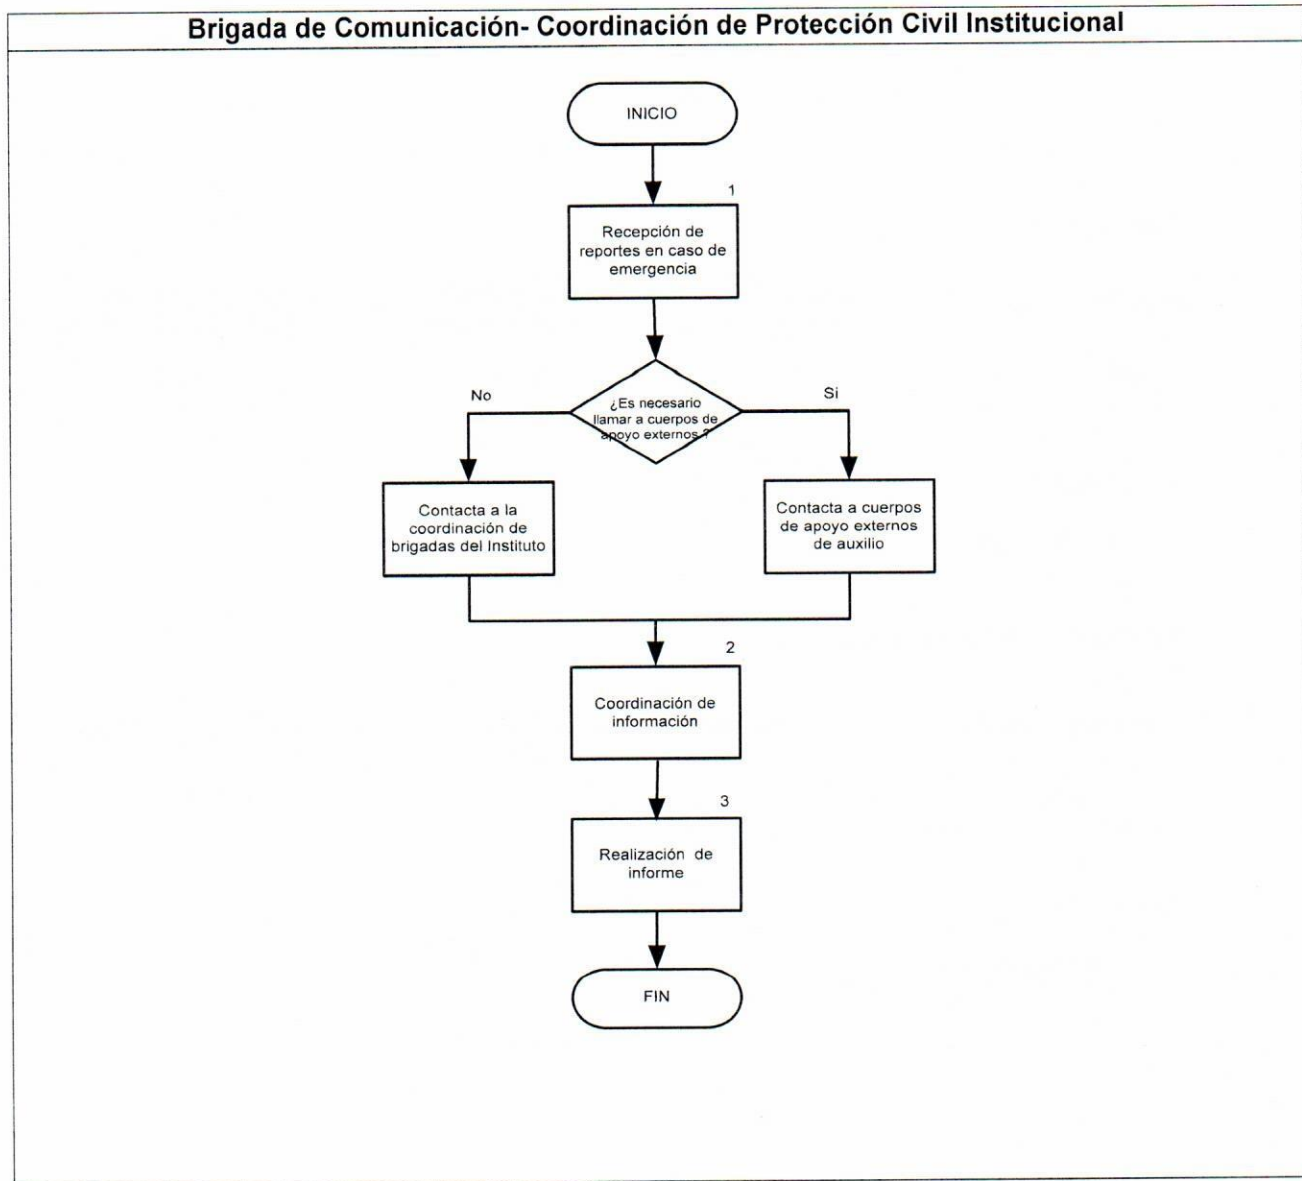 Brigada de Comunicación- Coordinación de Protección Civil Institucional
INICIO
1
Recepción de
reportes en caso de
emergencia
No
Si
¿Es necesario
llamar a cuerpos de
apoyo externos ?
Contacta a la
coordinación de
brigadas del Instituto
Contacta a cuerpos
de apoyo externos
de auxilio
2
Coordinación de
información
3
Realización de
informe
FIN